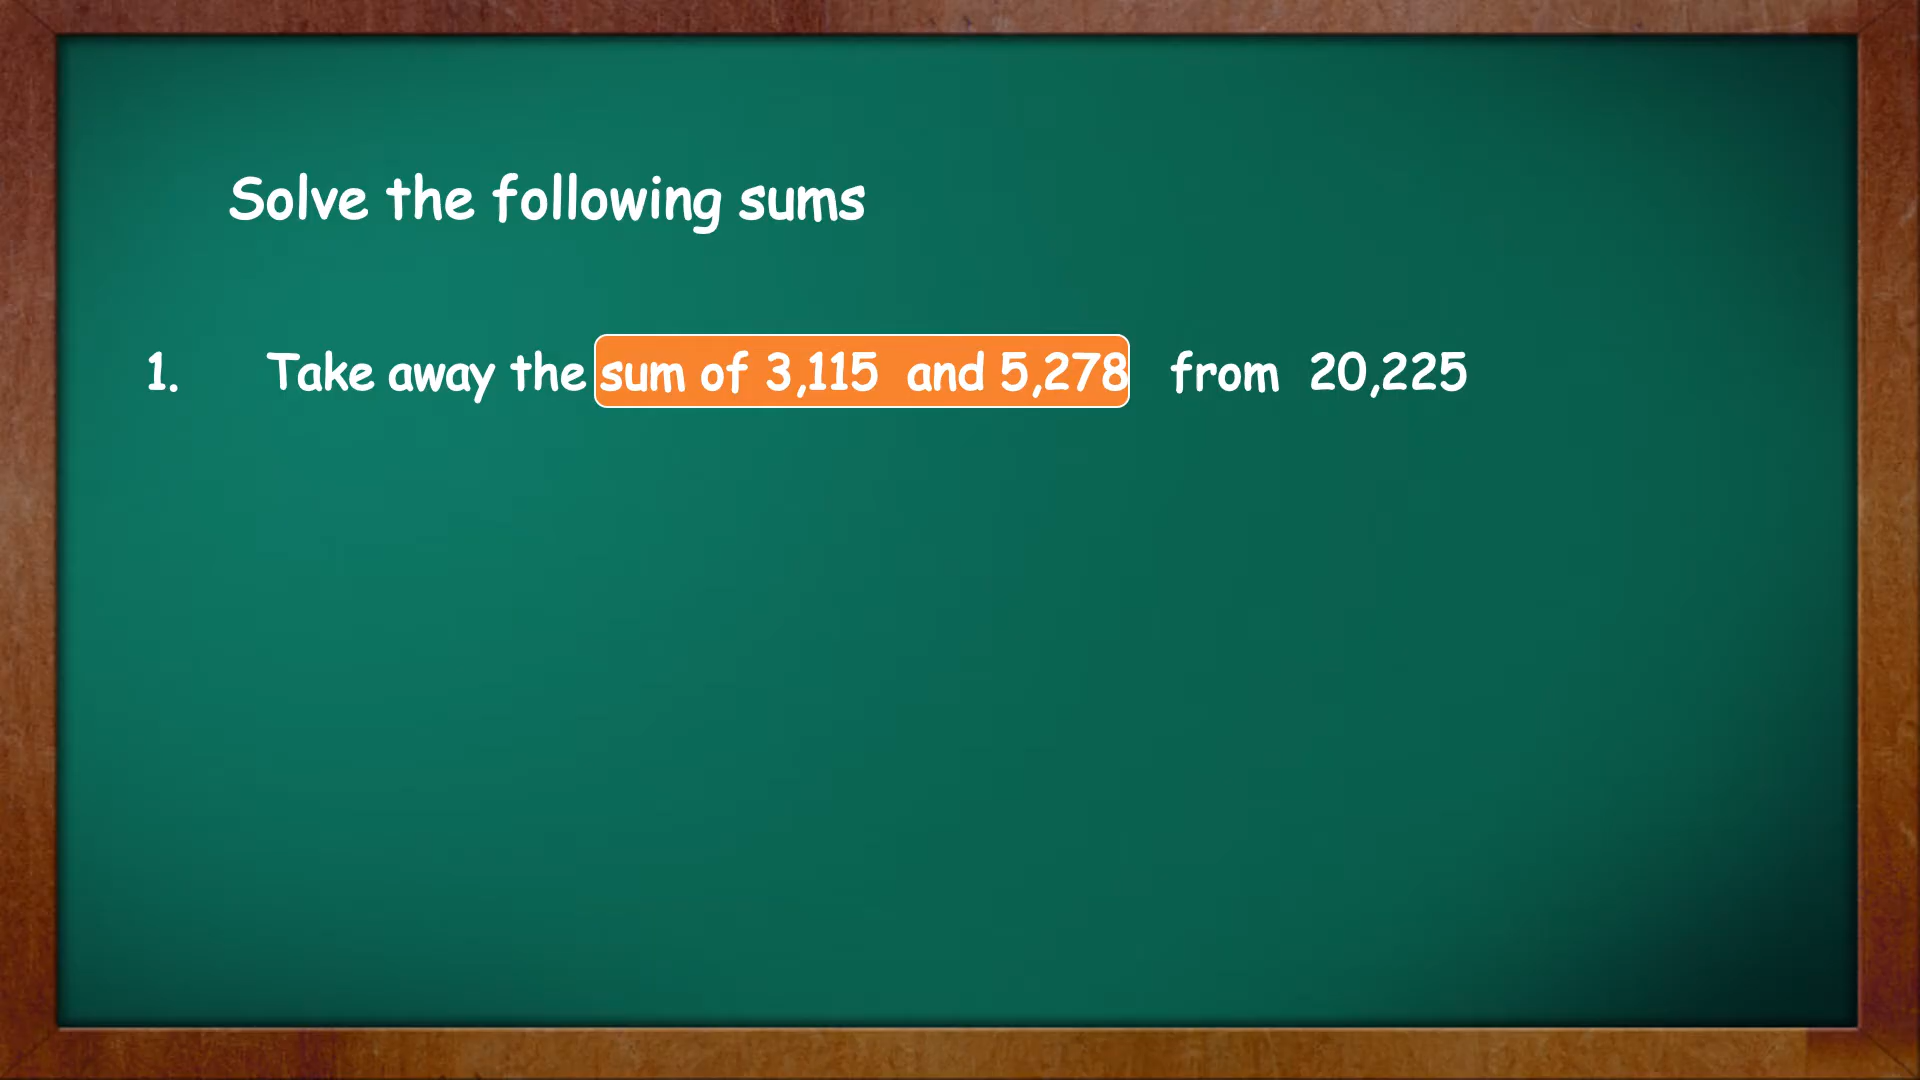 Solve the following sums
1. Take away the sum of 3,115 and 5,278 from 20,225